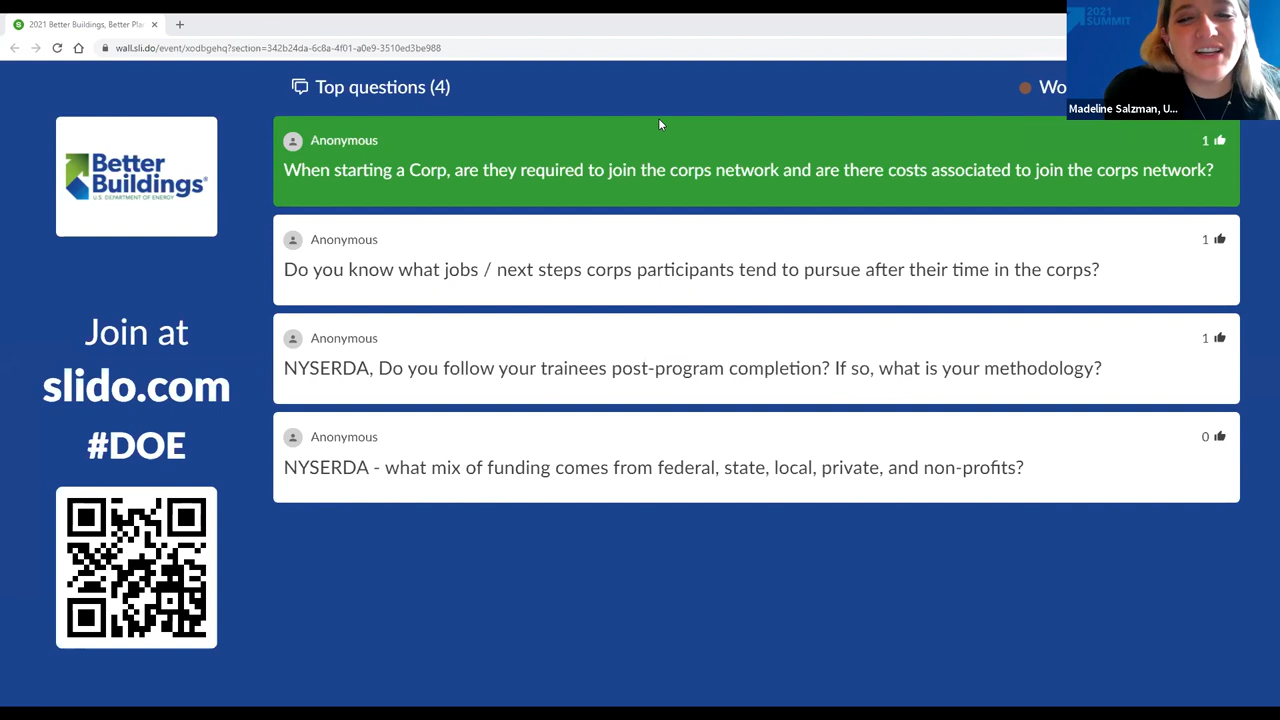 2021 Better Buildings, Better Pla
wall.sli.do/event/xodbgehq?section=342b24da-6c8a-4f01-a0e9-3510ed3be988
2021
SUMMIT
Madeline Salzman, U...
Top questions (4)
Wo
Better
Buildings®
U.S. DEPARTMENT OF ENERGY
Join at
slido.com
#DOE
Anonymous
1
When starting a Corp, are they required to join the corps network and are there costs associated to join the corps network?
Anonymous
1
Do you know what jobs / next steps corps participants tend to pursue after their time in the corps?
Anonymous
1
NYSERDA, Do you follow your trainees post-program completion? If so, what is your methodology?
Anonymous
0
NYSERDA - what mix of funding comes from federal, state, local, private, and non-profits?